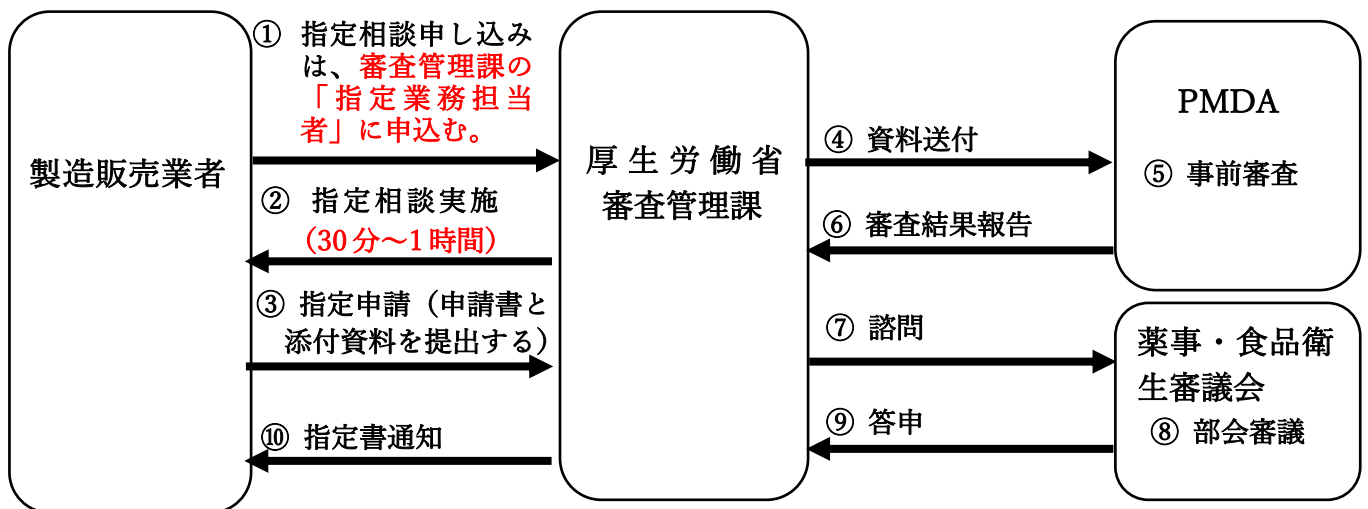 製造販売業者
① 指定相談申し込み
は、審査管理課の
「指定業務担当
者」に申込む。
② 指定相談実施
（30分～1時間）
③ 指定申請（申請書と
添付資料を提出する）
⑩ 指定書通知
厚生労働省
審査管理課
④ 資料送付
⑥ 審査結果報告
⑦ 諮問
⑨ 答申
PMDA
⑤ 事前審査
薬事・食品衛
生審議会
⑧ 部会審議